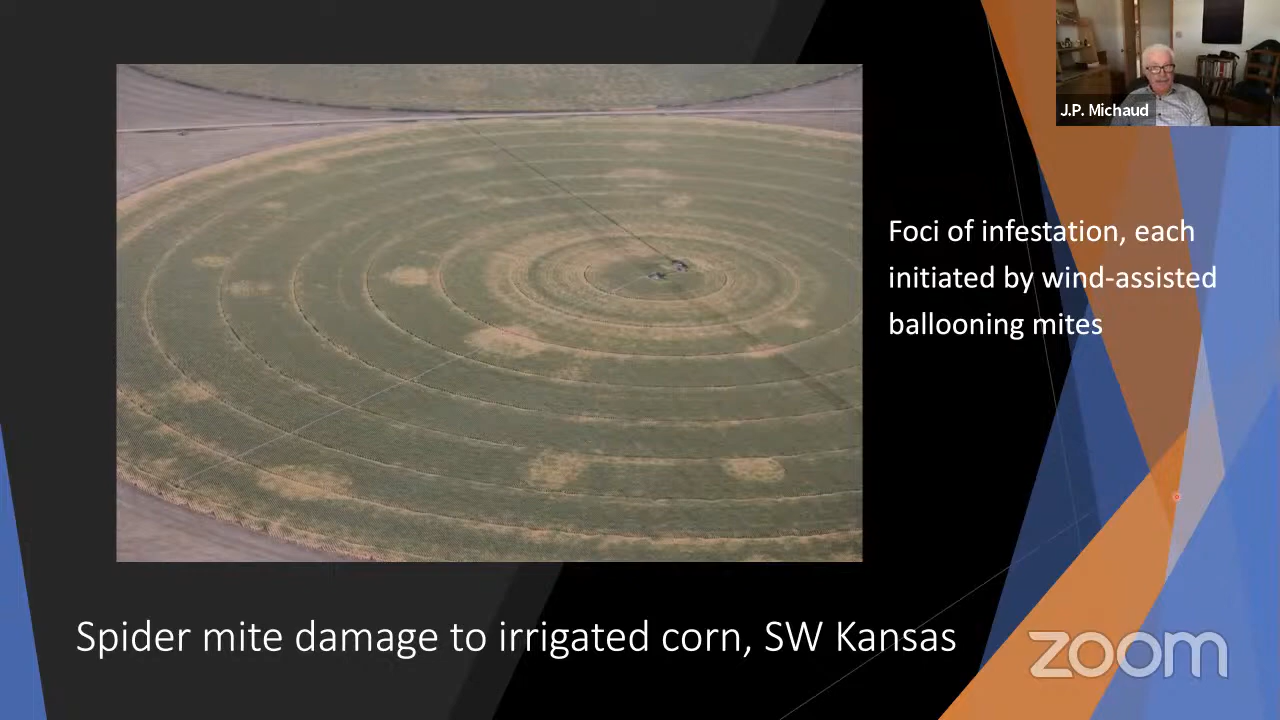 J.P. Michaud
Foci of infestation, each
initiated by wind-assisted
ballooning mites
Spider mite damage to irrigated corn, SW Kansas
zoom